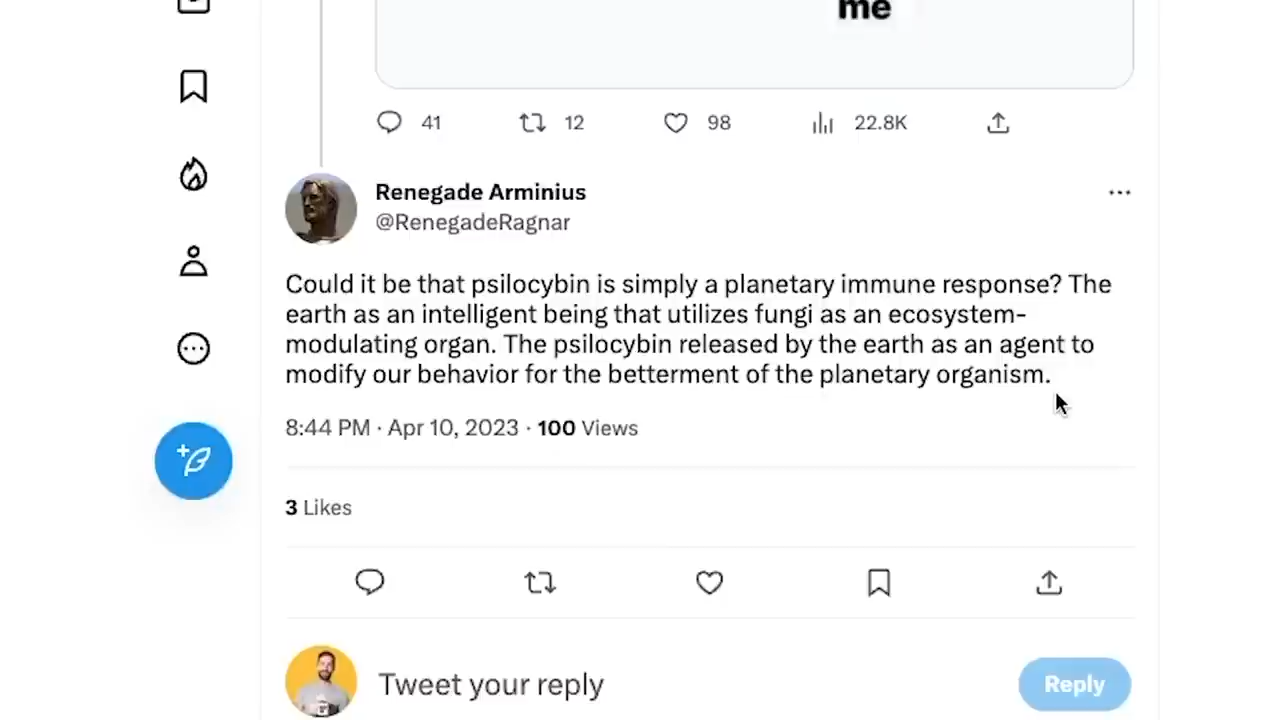 me
41 12 98 22.8K
Renegade Arminius
@RenegadeRagnar
Could it be that psilocybin is simply a planetary immune response? The
earth as an intelligent being that utilizes fungi as an ecosystem-
modulating organ. The psilocybin released by the earth as an agent to
modify our behavior for the betterment of the planetary organism.
8:44 PM · Apr 10, 2023 · 100 Views
3 Likes
Tweet your reply
Reply